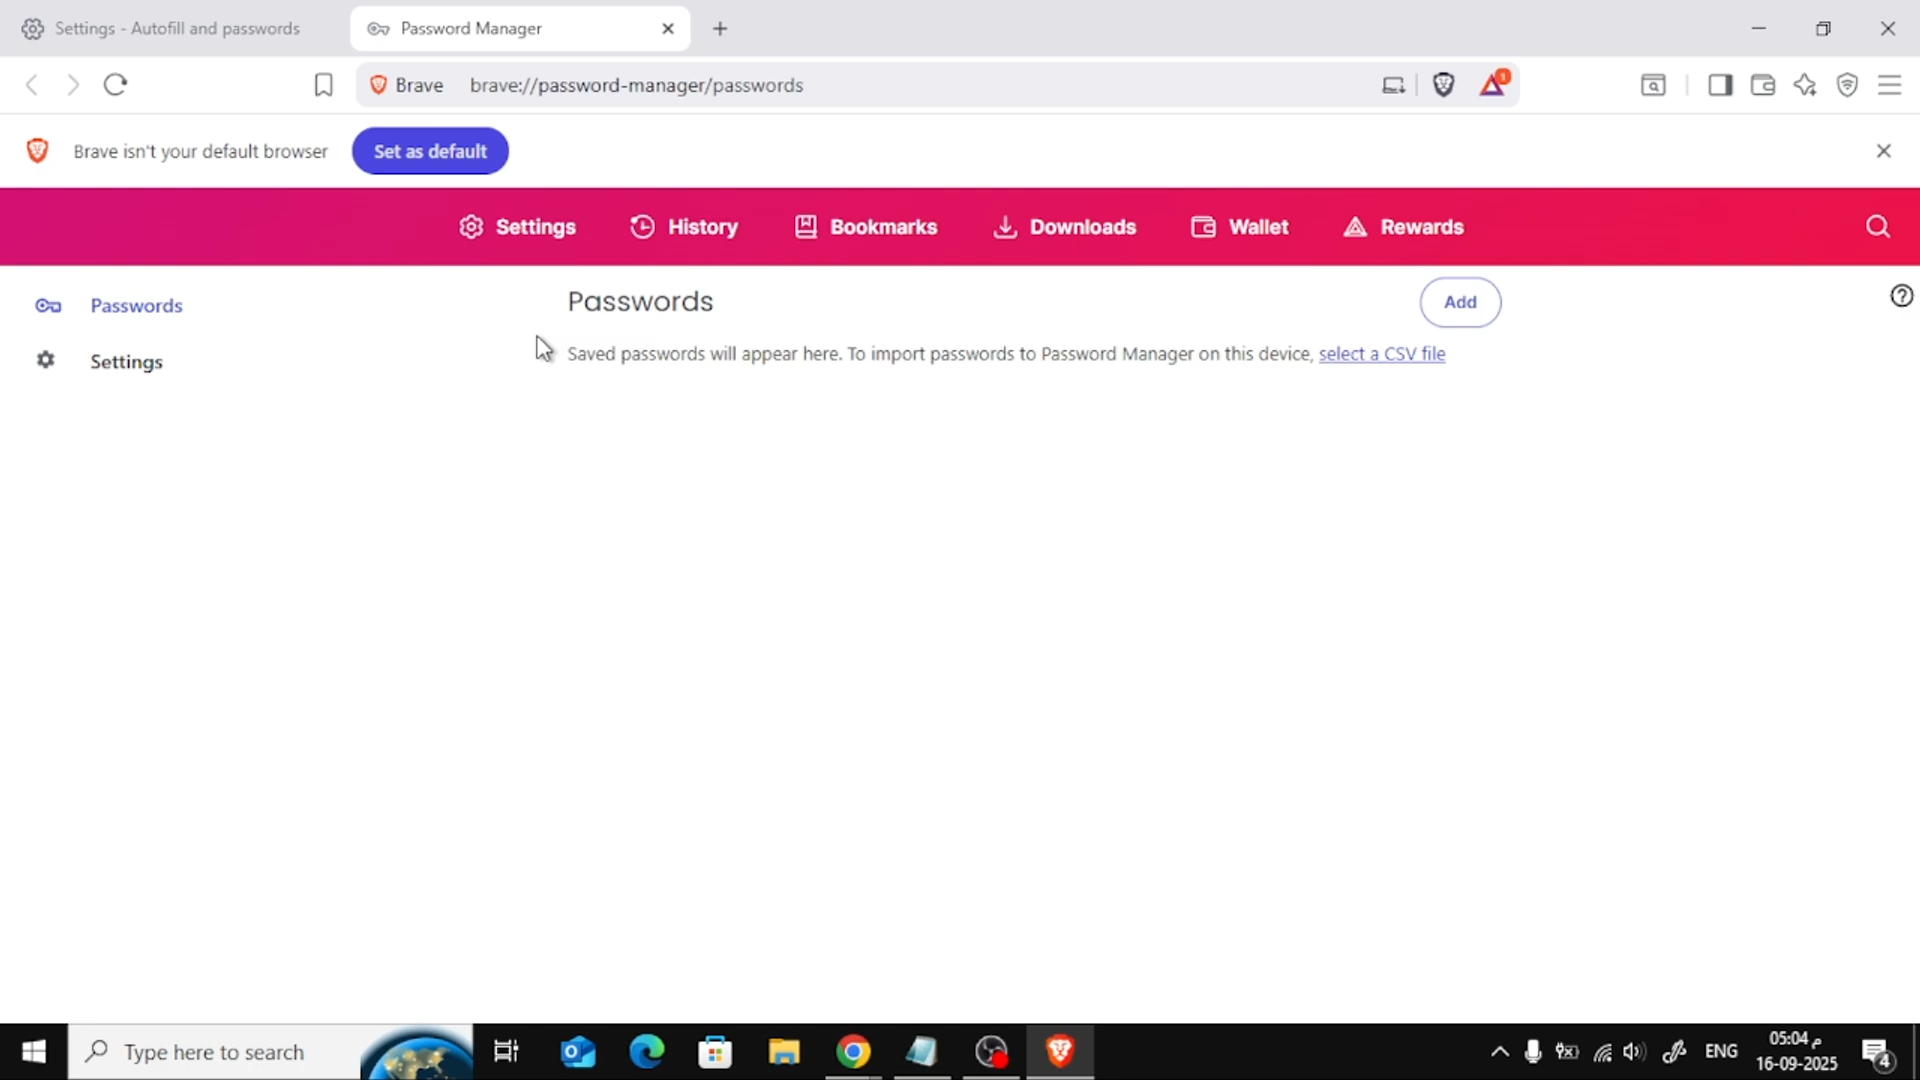 Settings - Autofill and passwords
Password Manager
Brave
brave://password-manager/passwords
1
Brave isn't your default browser
Set as default
Settings
History
Bookmarks
Downloads
Wallet
Rewards
Passwords
Settings
Passwords
Add
Saved passwords will appear here. To import passwords to Password Manager on this device, select a CSV file
Type here to search
ENG
05:04 م
16-09-2025
4